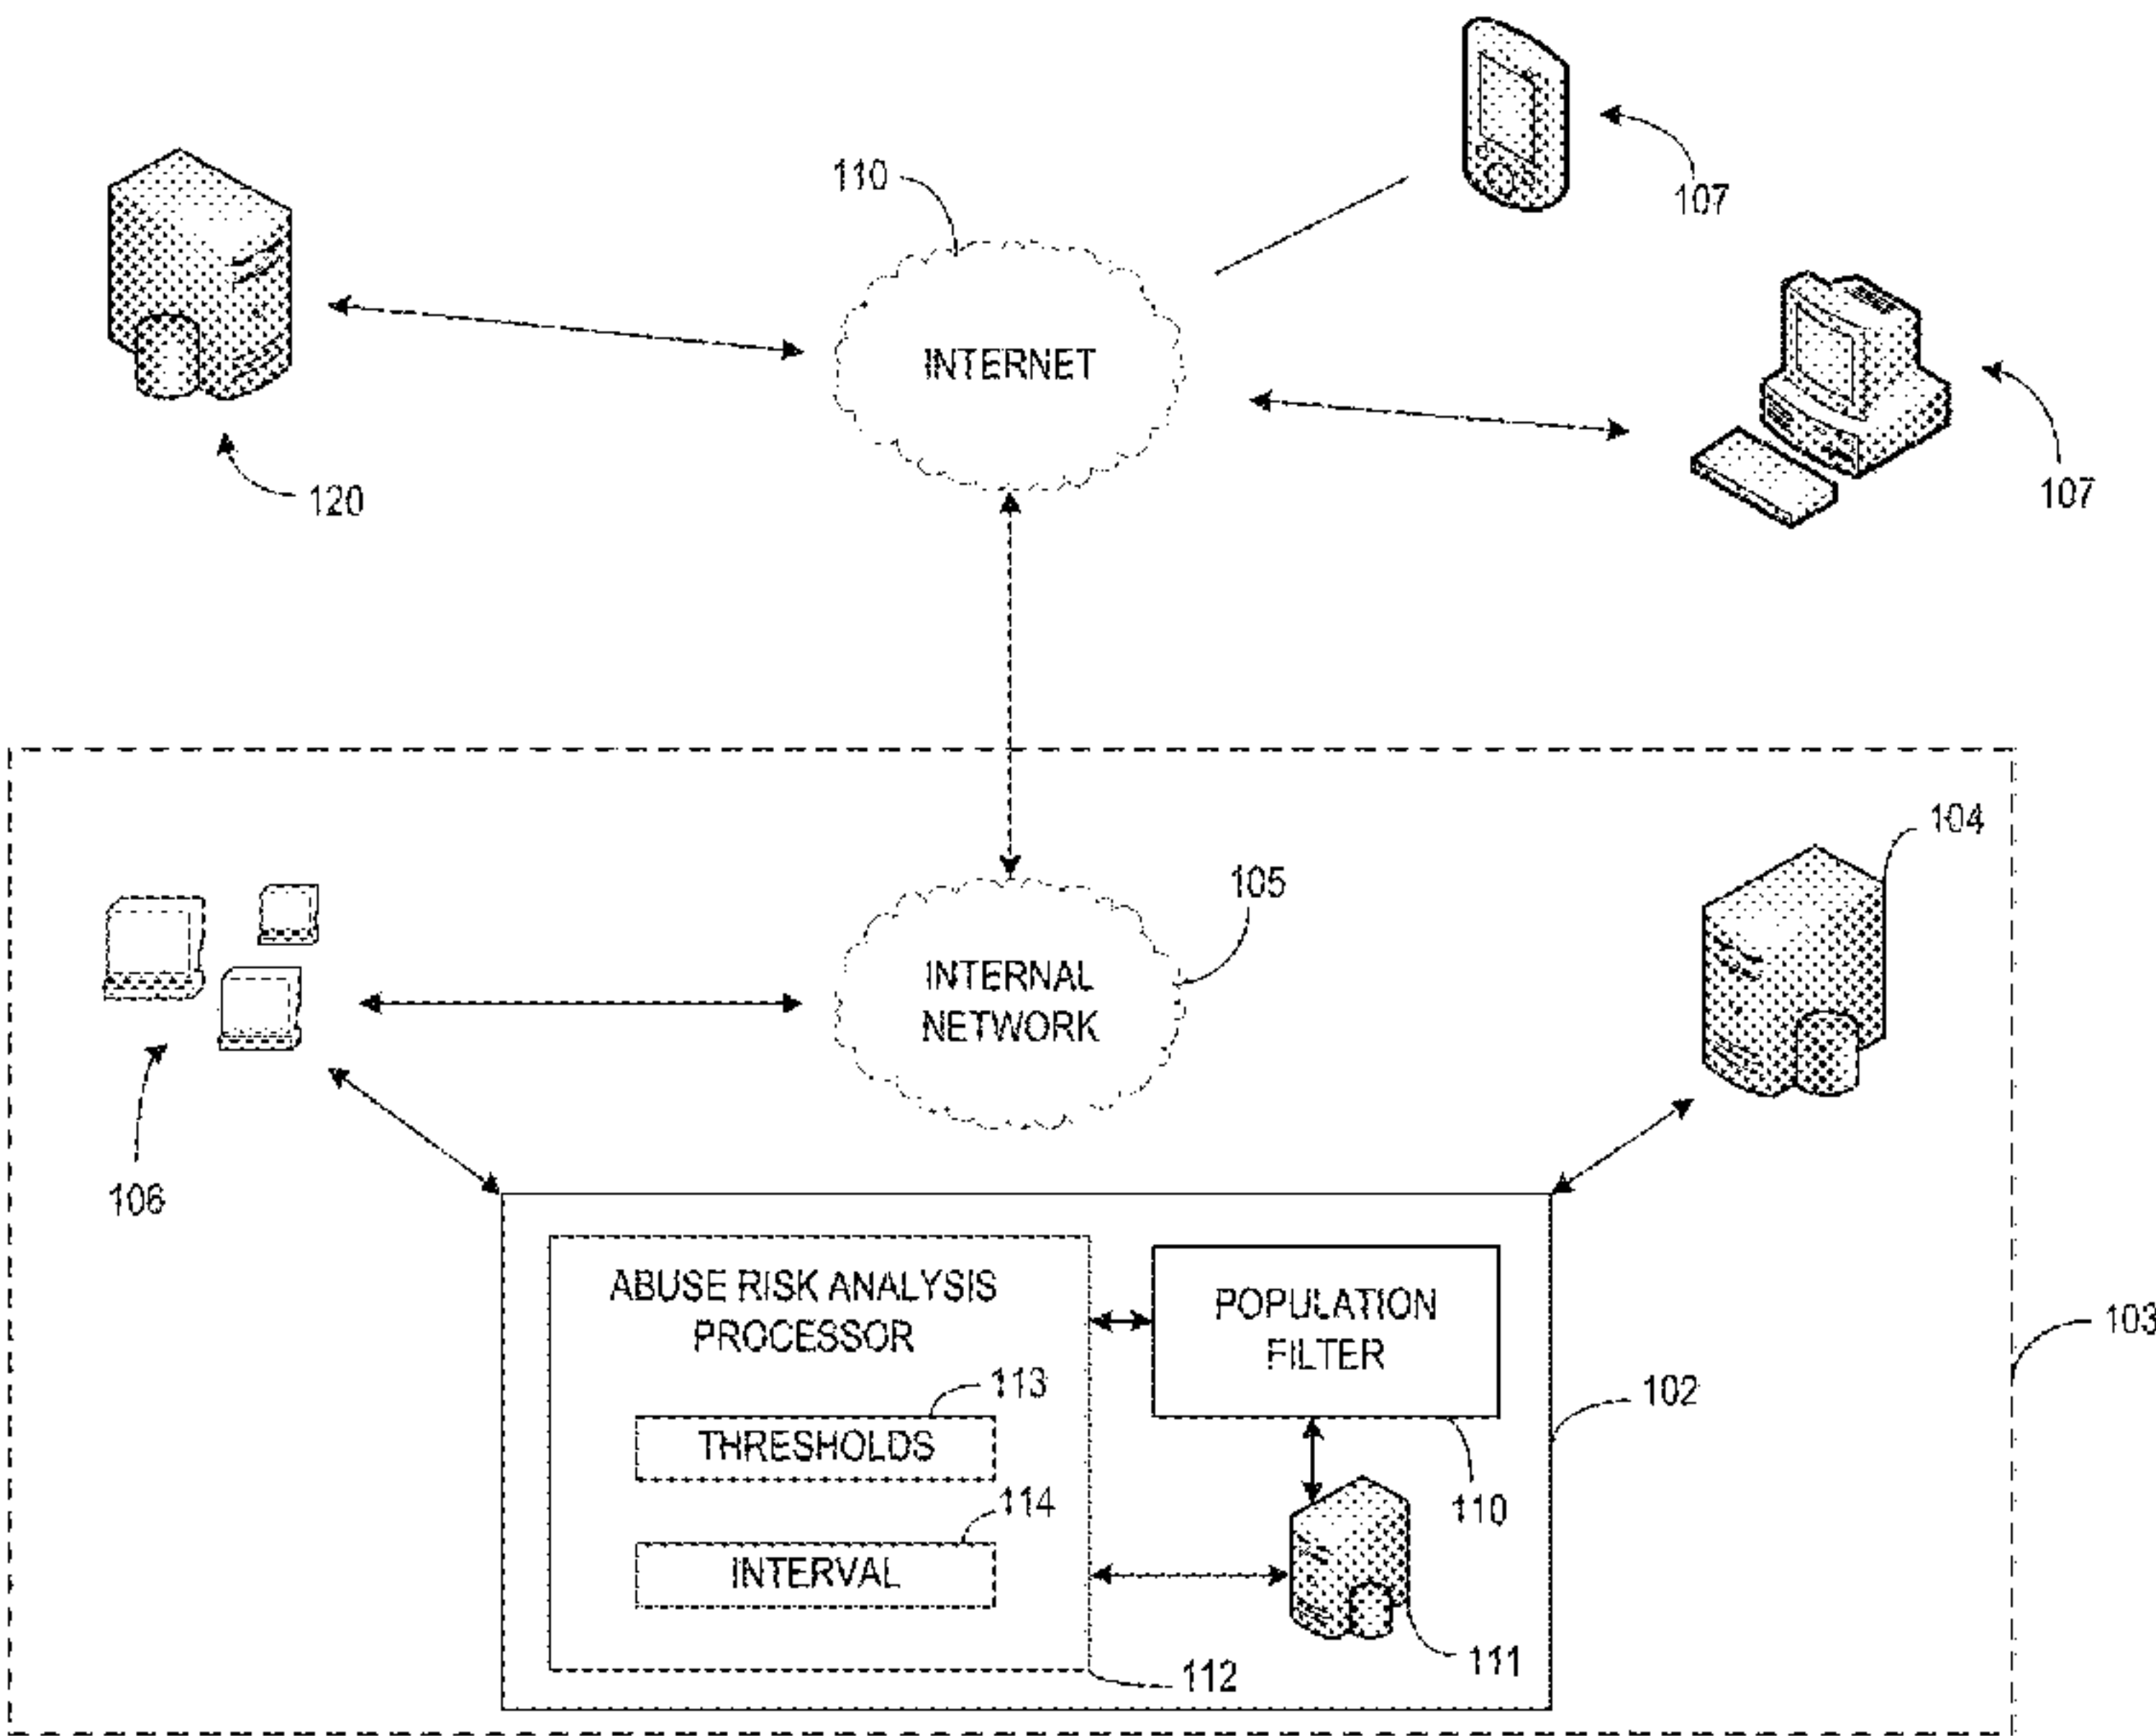 107
110
INTERNET
107
120
104
105
INTERNAL
NETWORK
106
ABUSE RISK ANALYSIS
PROCESSOR
POPULATION
FILTER
103
113
102
THRESHOLDS
114
110
INTERVAL
111
112